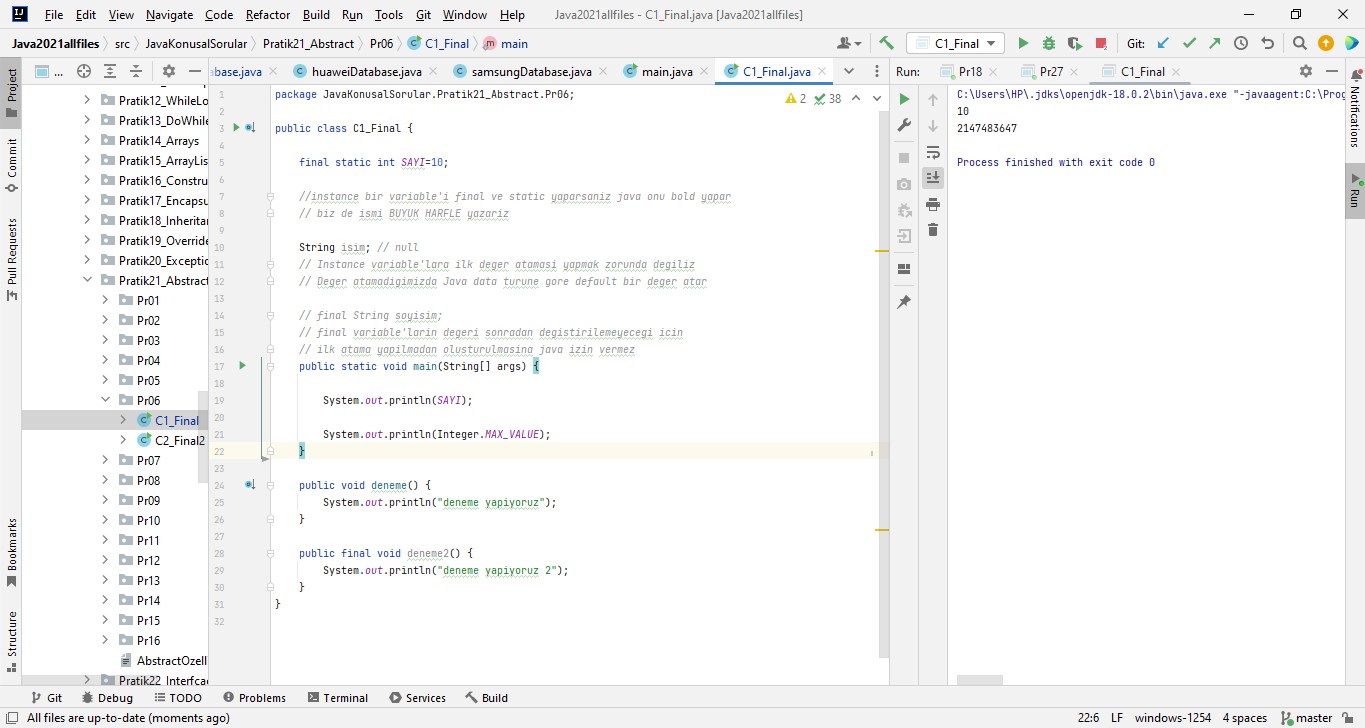 File Edit View Navigate Code Refactor Build Run Tools Git Window Help Java2021allfiles - C1_Final.java [Java2021allfiles]
Java2021allfiles src JavaKonusalSorular Pratik21_Abstract Pr06 C1_Final main C1_Final Git:
... base.java huaweiDatabase.java samsungDatabase.java main.java C1_Final.java Run: Pr18 Pr27 C1_Final
Project
Commit
Pull Requests
Bookmarks
Structure
Pratik12_WhileLo
Pratik13_DoWhile
Pratik14_Arrays
Pratik15_ArrayLis
Pratik16_Constru
Pratik17_Encapsu
Pratik18_Inheritar
Pratik19_Override
Pratik20_Exceptic
Pratik21_Abstract
Pr01
Pr02
Pr03
Pr04
Pr05
Pr06
C1_Final
C2_Final2
Pr07
Pr08
Pr09
Pr10
Pr11
Pr12
Pr13
Pr14
Pr15
Pr16
AbstractOzell
Pratik22_Interfcac
2 38
1 package JavaKonusalSorular.Pratik21_Abstract.Pr06;
2
3 public class C1_Final {
4
5 final static int SAYI=10;
6
7 //instance bir variable'i final ve static yaparsaniz java onu bold yapar
8 // biz de ismi BUYUK HARFLE yazariz
9
10 String isim; // null
11 // Instance variable'lara ilk deger atamasi yapmak zorunda degiliz
12 // Deger atamadigimizda Java data turune gore default bir deger atar
13
14 // final String soyisim;
15 // final variable'larin degeri sonradan degistirilemeyecegi icin
16 // ilk atama yapilmadan olusturulmasina java izin vermez
17 public static void main(String[] args) {
18
19 System.out.println(SAYI);
20
21 System.out.println(Integer.MAX_VALUE);
22 }
23
24 public void deneme() {
25 System.out.println("deneme yapiyoruz");
26 }
27
28 public final void deneme2() {
29 System.out.println("deneme yapiyoruz 2");
30 }
31 }
32
C:\Users\HP\.jdks\openjdk-18.0.2\bin\java.exe "-javaagent:C:\Prog
10
2147483647
Process finished with exit code 0
Notifications
Run
Git Debug TODO Problems Terminal Services Build
All files are up-to-date (moments ago) 22:6 LF windows-1254 4 spaces master